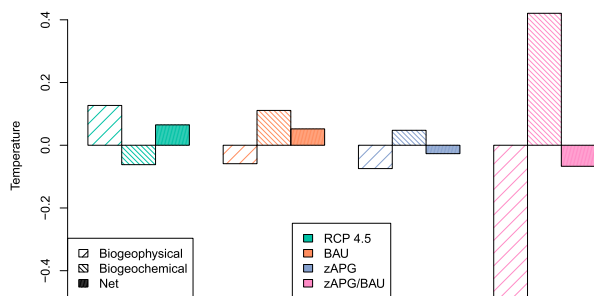 0.4
0.2
0.0
−0.2
−0.4
Temperature
Biogeophysical
Biogeochemical
Net
RCP 4.5
BAU
zAPG
zAPG/BAU